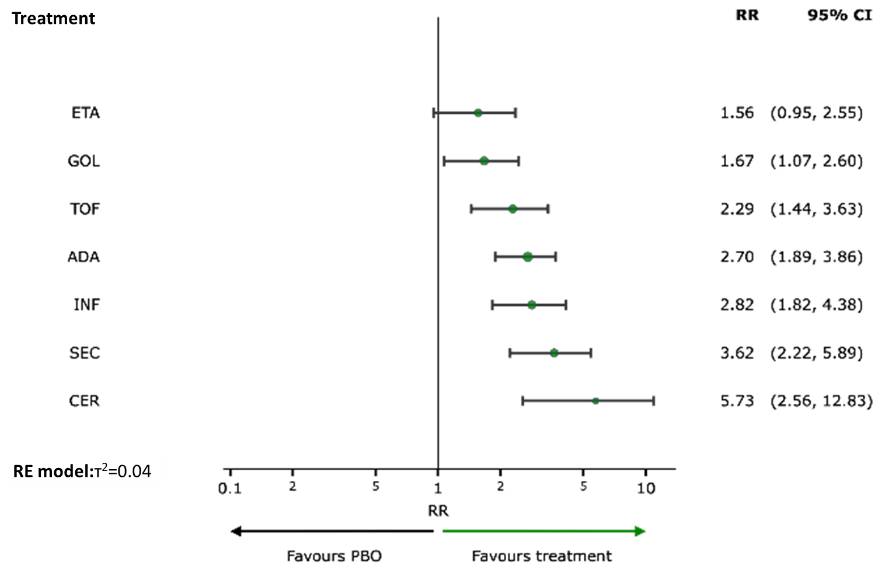 Treatment RR 95% CI
ETA 1.56 (0.95, 2.55)
GOL 1.67 (1.07, 2.60)
TOF 2.29 (1.44, 3.63)
ADA 2.70 (1.89, 3.86)
INF 2.82 (1.82, 4.38)
SEC 3.62 (2.22, 5.89)
CER 5.73 (2.56, 12.83)
RE model:τ²=0.04
0.1 2 5 1 2 5 10
RR
Favours PBO Favours treatment